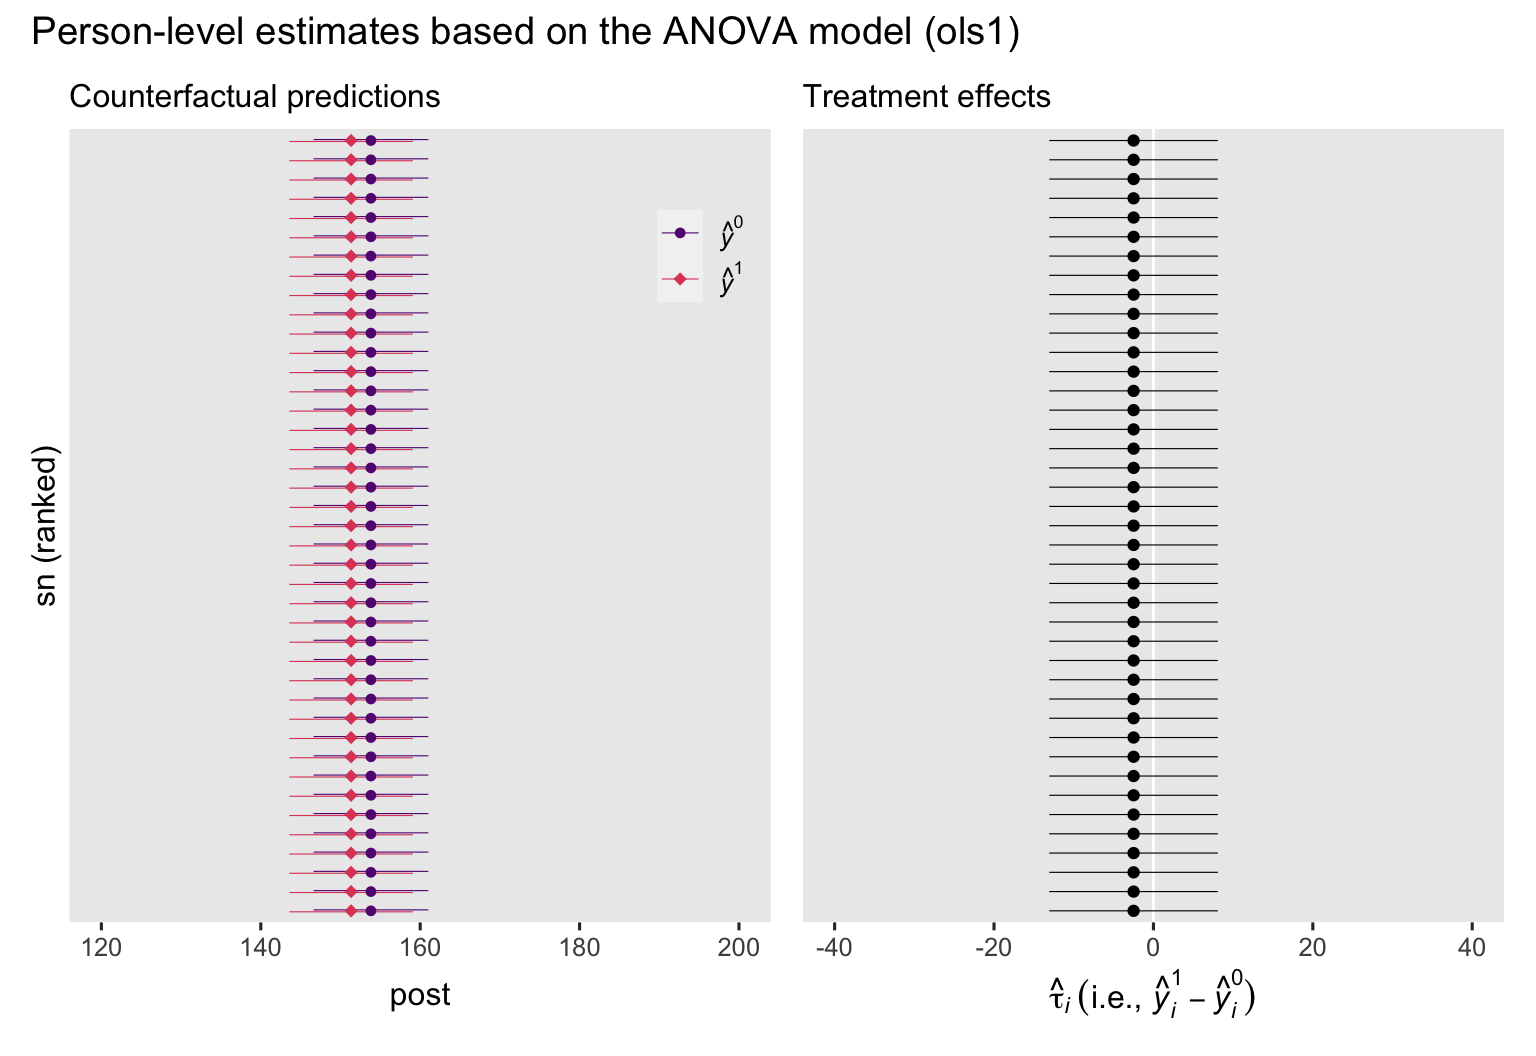 Person-level estimates based on the ANOVA model (ols1)
Counterfactual predictions
Treatment effects
ŷ⁰
ŷ¹
sn (ranked)
120 140 160 180 200
-40 -20 0 20 40
post
τ̂ᵢ (i.e., ŷᵢ¹ − ŷᵢ⁰)